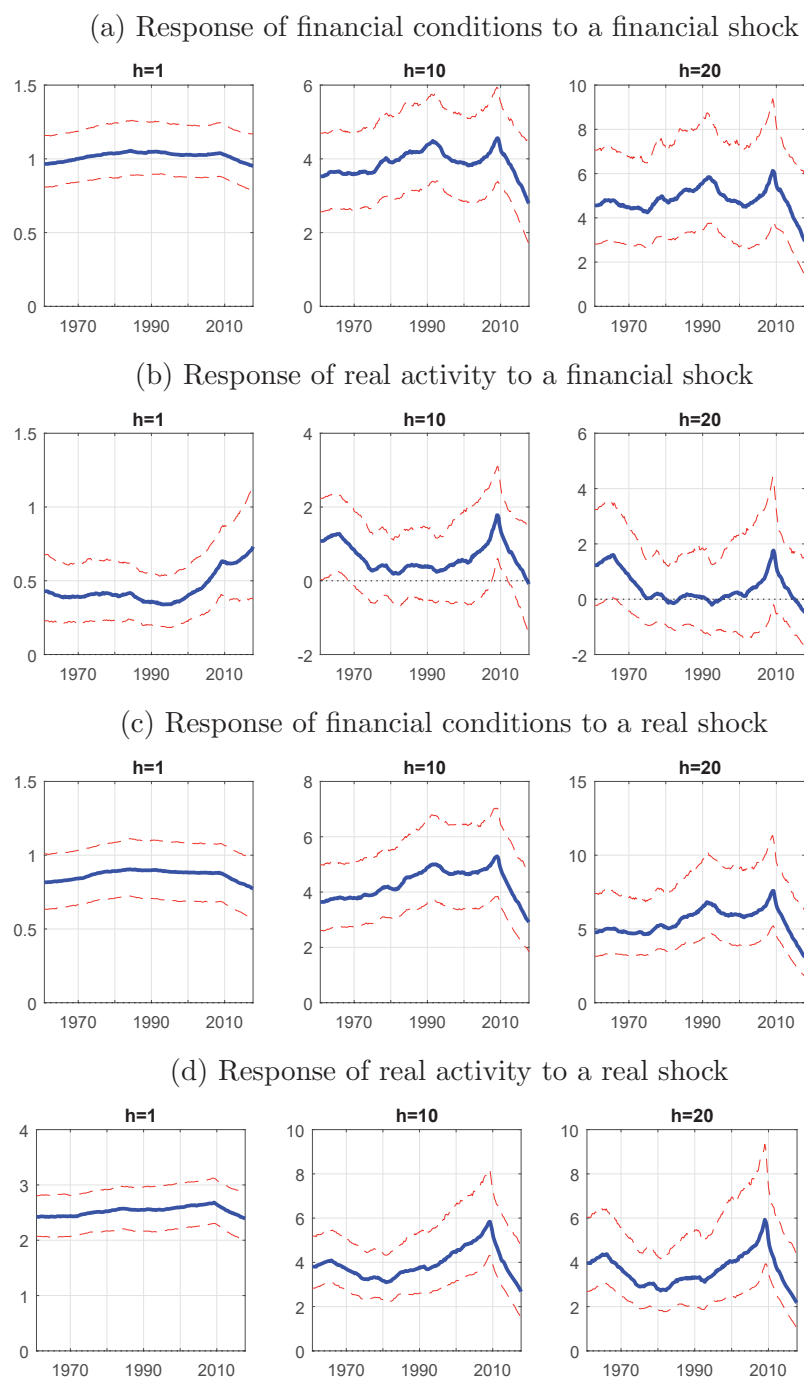 (a) Response of financial conditions to a financial shock
h=1 h=10 h=20
1.5 6 10
8
1 4 6
0.5 2 4
2
0 0 0
1970 1990 2010 1970 1990 2010 1970 1990 2010
(b) Response of real activity to a financial shock
h=1 h=10 h=20
1.5 4 6
1 2 4
2
0.5 0 0
0 -2 -2
1970 1990 2010 1970 1990 2010 1970 1990 2010
(c) Response of financial conditions to a real shock
h=1 h=10 h=20
1.5 8 15
1 6 10
4
0.5 2 5
0 0 0
1970 1990 2010 1970 1990 2010 1970 1990 2010
(d) Response of real activity to a real shock
h=1 h=10 h=20
4 10 10
3 8 8
2 6 6
4 4
1 2 2
0 0 0
1970 1990 2010 1970 1990 2010 1970 1990 2010